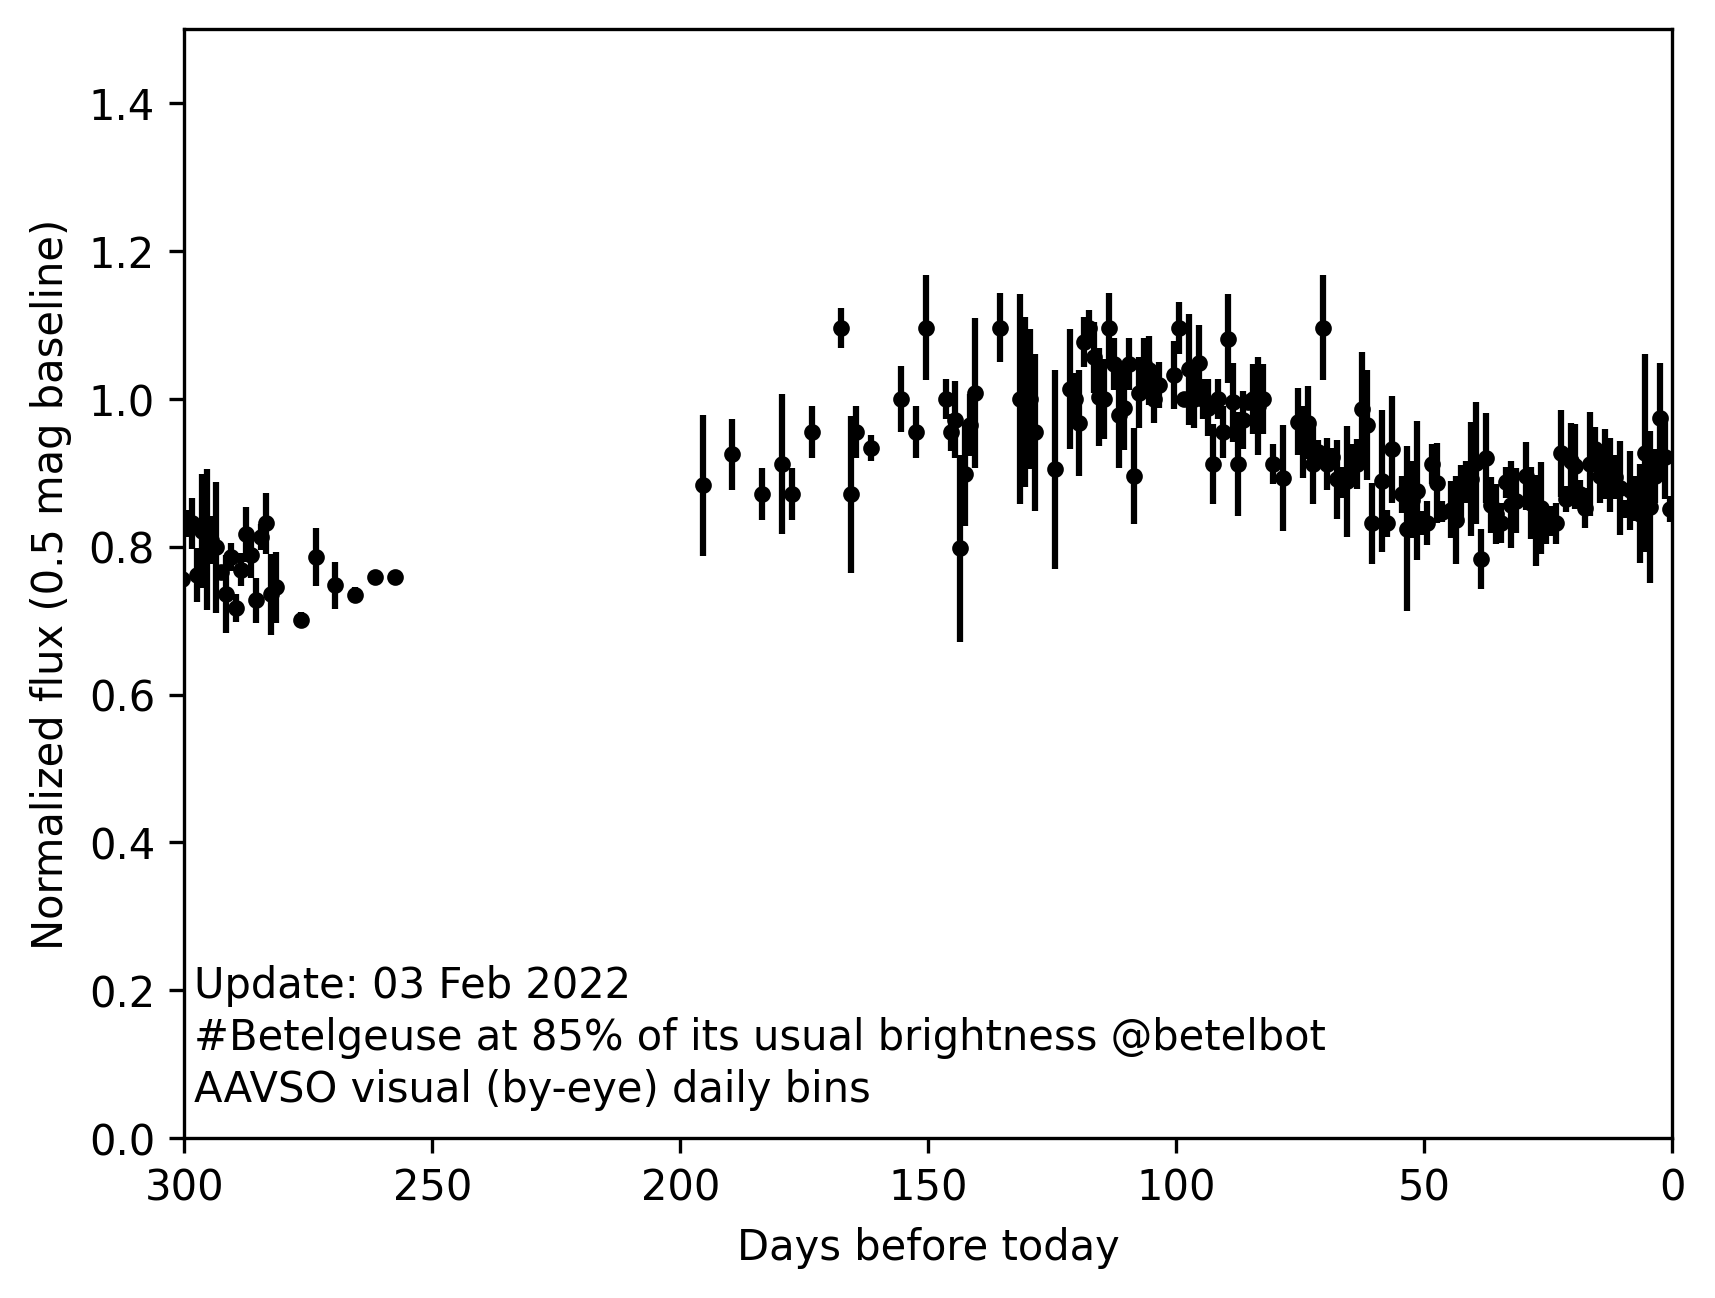 1.4
1.2
1.0
0.8
0.6
0.4
0.2
0.0
Normalized flux (0.5 mag baseline)
Update: 03 Feb 2022
#Betelgeuse at 85% of its usual brightness @betelbot
AAVSO visual (by-eye) daily bins
300 250 200 150 100 50 0
Days before today